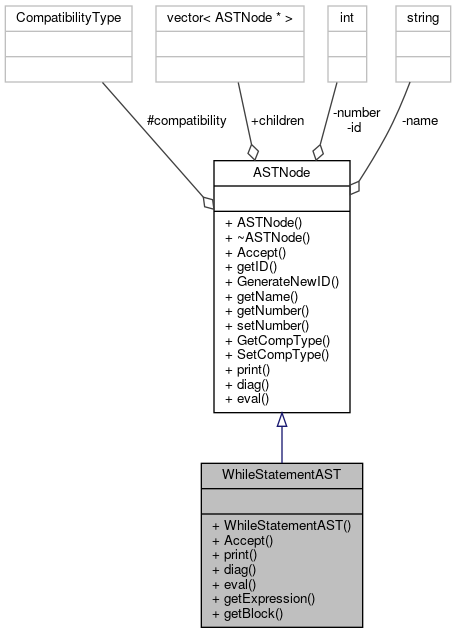 CompatibilityType
vector< ASTNode * >
int
string
#compatibility
+children
-number
-id
-name
ASTNode
+ ASTNode()
+ ~ASTNode()
+ Accept()
+ getID()
+ GenerateNewID()
+ getName()
+ getNumber()
+ setNumber()
+ GetCompType()
+ SetCompType()
+ print()
+ diag()
+ eval()
WhileStatementAST
+ WhileStatementAST()
+ Accept()
+ print()
+ diag()
+ eval()
+ getExpression()
+ getBlock()